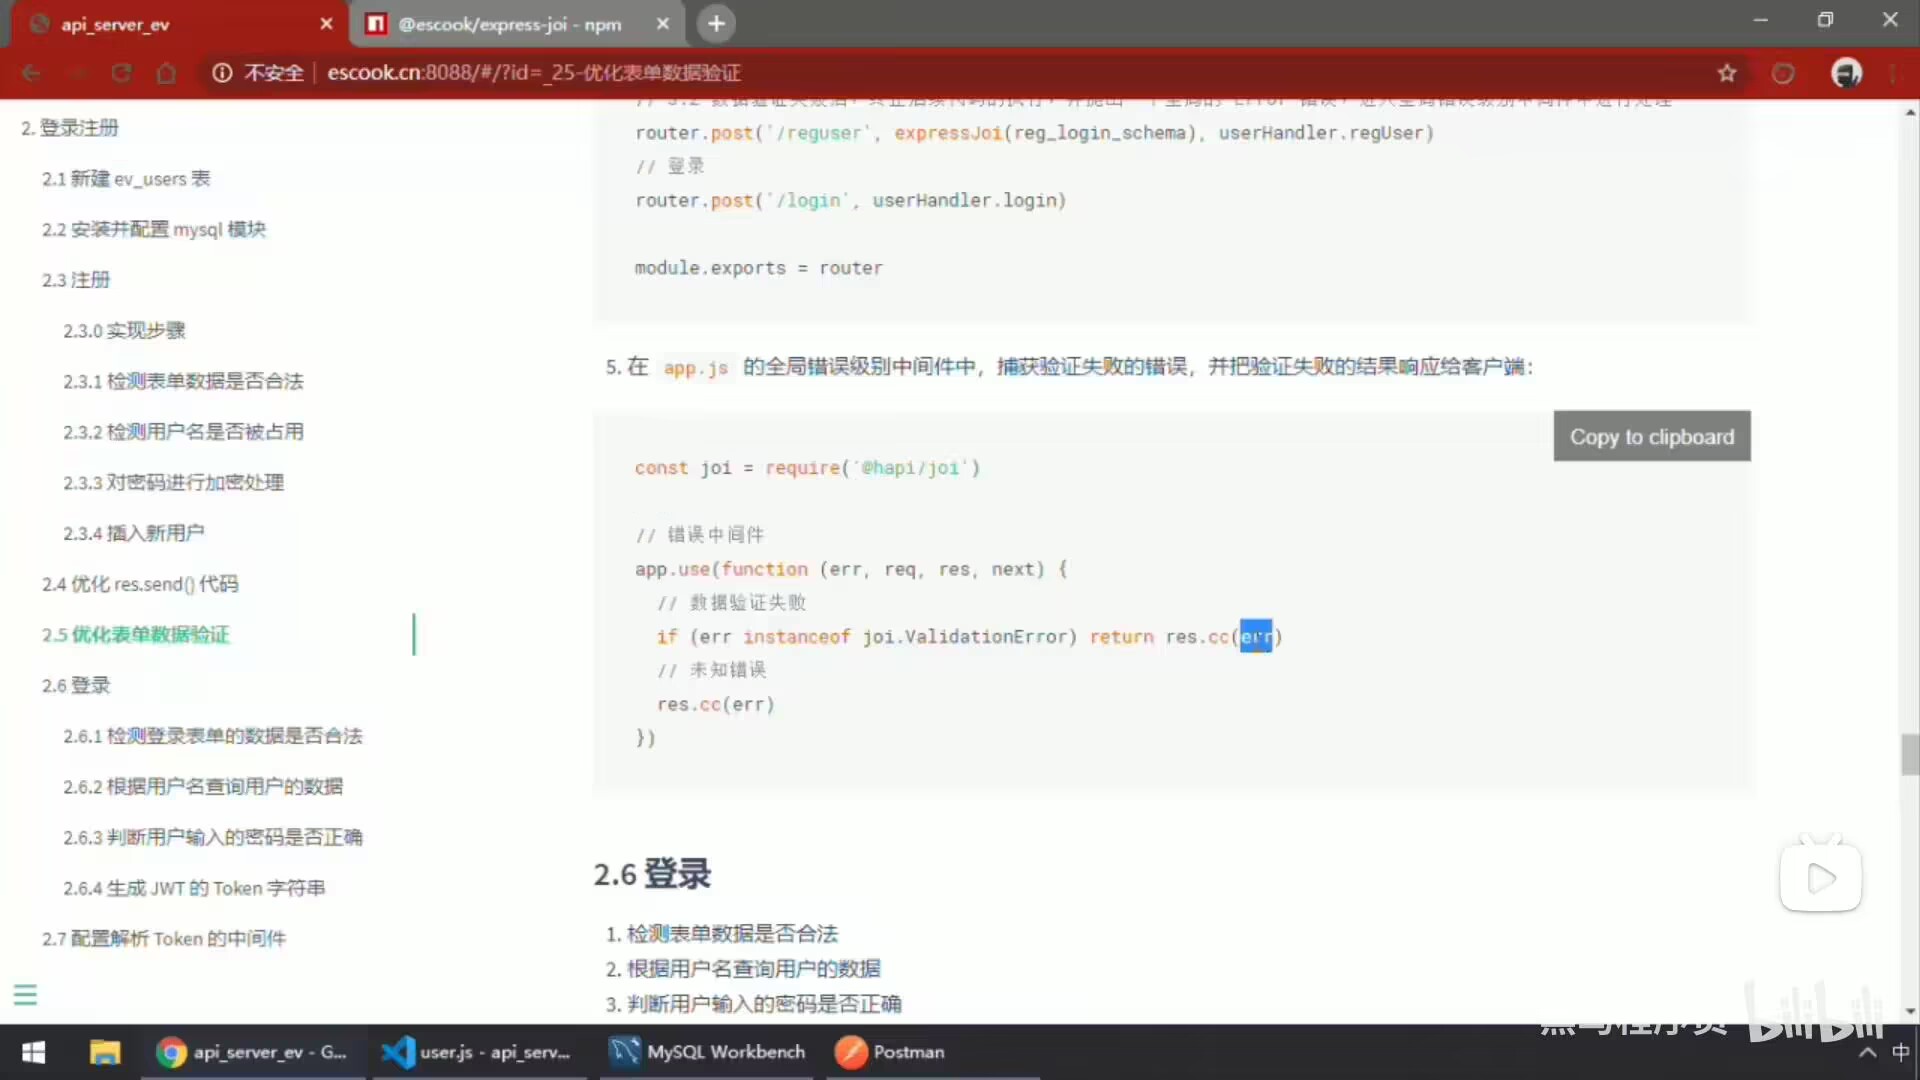 api_server_ev
@escook/express-joi - npm
不安全
escook.cn:8088/#/?id=_25-优化表单数据验证
2. 登录注册
2.1 新建 ev_users 表
2.2 安装并配置 mysql 模块
2.3 注册
2.3.0 实现步骤
2.3.1 检测表单数据是否合法
2.3.2 检测用户名是否被占用
2.3.3 对密码进行加密处理
2.3.4 插入新用户
2.4 优化 res.send() 代码
2.5 优化表单数据验证
2.6 登录
2.6.1 检测登录表单的数据是否合法
2.6.2 根据用户名查询用户的数据
2.6.3 判断用户输入的密码是否正确
2.6.4 生成 JWT 的 Token 字符串
2.7 配置解析 Token 的中间件
router.post('/reguser', expressJoi(reg_login_schema), userHandler.regUser)
// 登录
router.post('/login', userHandler.login)
module.exports = router
5. 在 app.js 的全局错误级别中间件中，捕获验证失败的错误，并把验证失败的结果响应给客户端：
Copy to clipboard
const joi = require('@hapi/joi')
// 错误中间件
app.use(function (err, req, res, next) {
// 数据验证失败
if (err instanceof joi.ValidationError) return res.cc(err)
// 未知错误
res.cc(err)
})
2.6 登录
1. 检测表单数据是否合法
2. 根据用户名查询用户的数据
3. 判断用户输入的密码是否正确
bilibili
api_server_ev - G...
user.js - api_serv...
MySQL Workbench
Postman
中